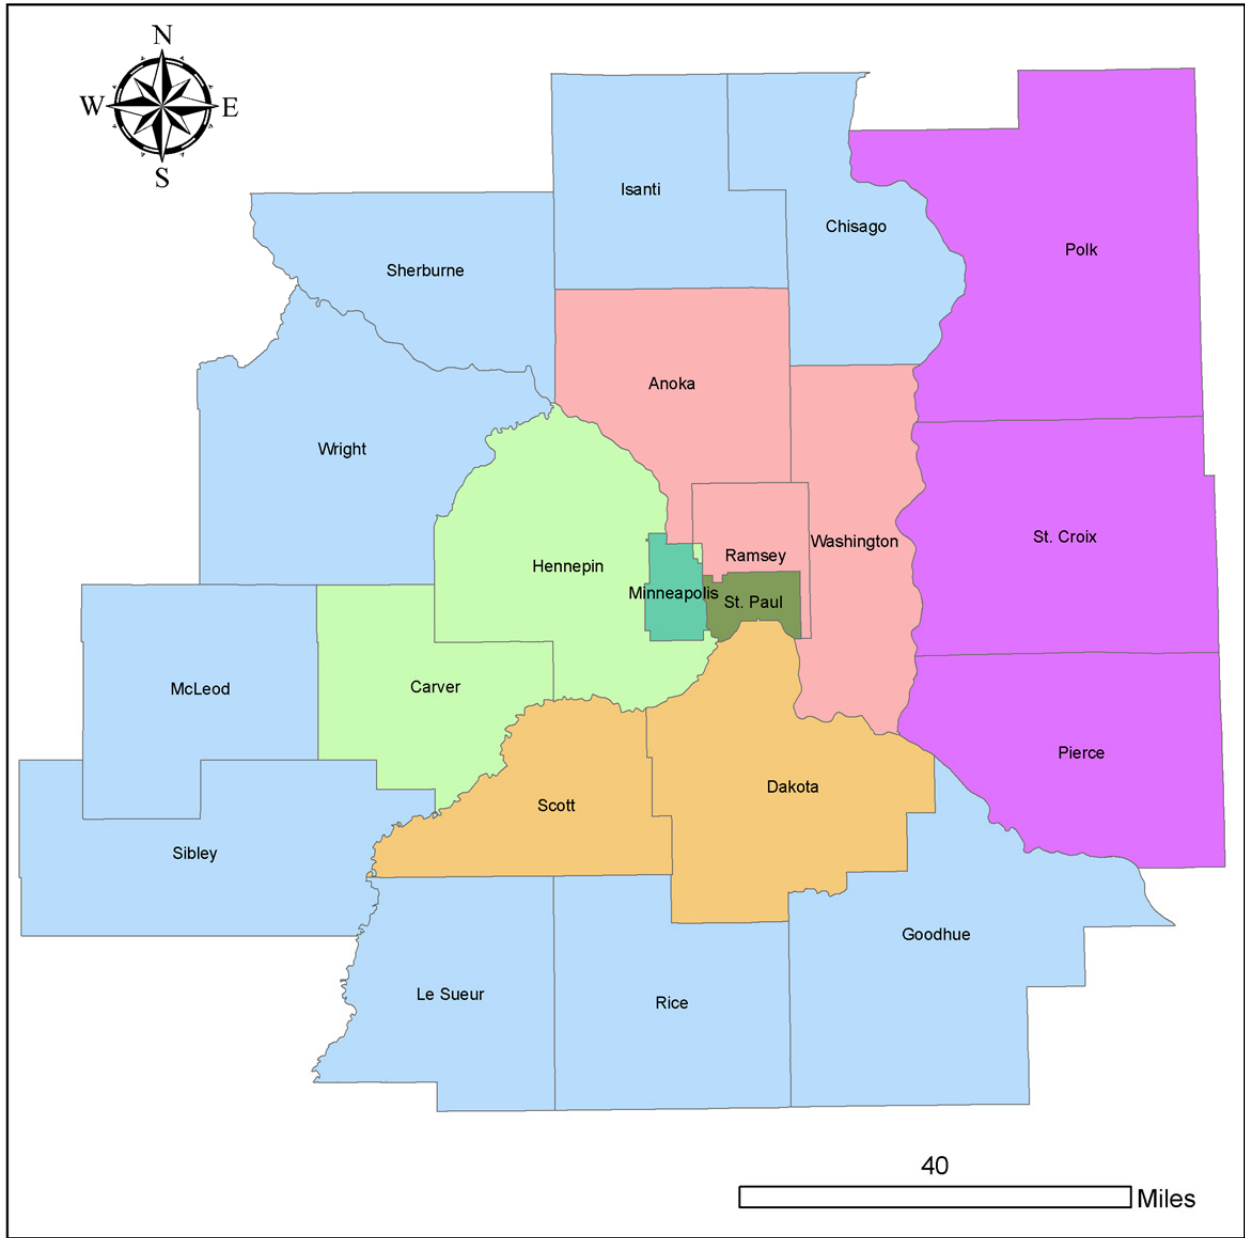 N
W E
S
Isanti
Chisago
Polk
Sherburne
Anoka
Wright
St. Croix
Washington
Ramsey
Hennepin
Minneapolis
St. Paul
McLeod
Carver
Pierce
Dakota
Scott
Sibley
Goodhue
Le Sueur
Rice
40
Miles